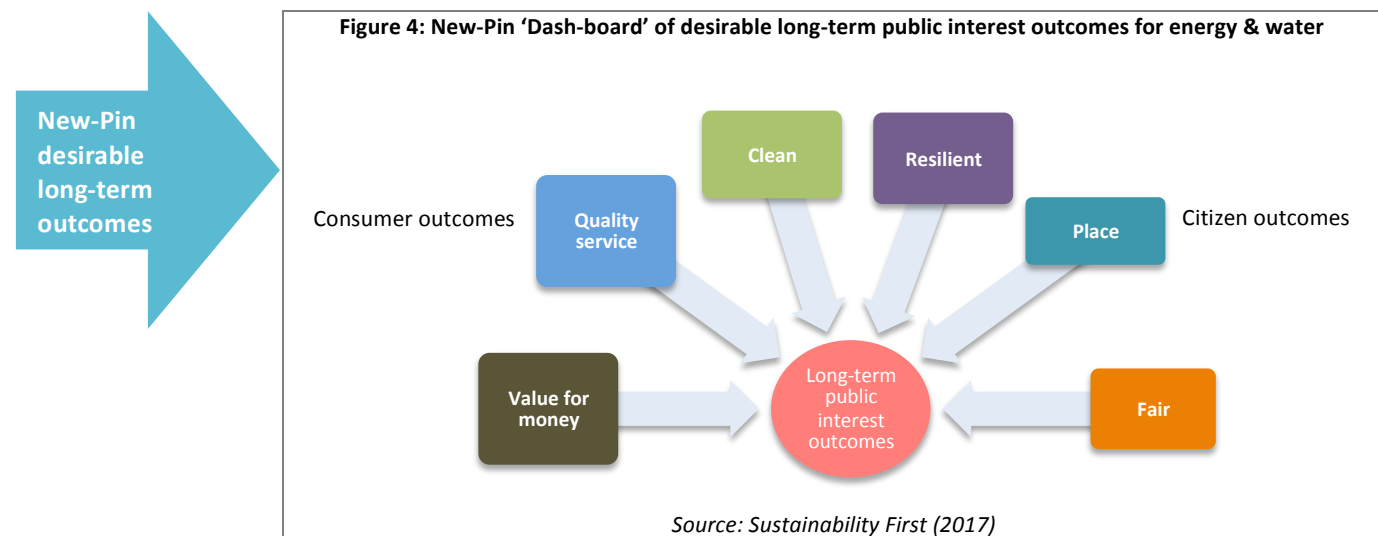 Figure 4: New-Pin ‘Dash-board’ of desirable long-term public interest outcomes for energy & water
New-Pin
desirable
long-term
outcomes
Clean
Resilient
Consumer outcomes
Quality
service
Place
Citizen outcomes
Value for
money
Long-term
public
interest
outcomes
Fair
Source: Sustainability First (2017)